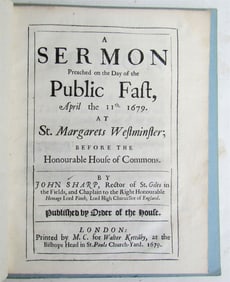 A
SERMON
Preached on the Day of the
Public Fast,
April the 11th. 1679.
AT
St. Margarets Westminster;
BEFORE THE
Honourable House of Commons.
BY
JOHN SHARP, Rector of St. Giles in
the Fields, and Chaplain to the Right Honourable
Heneage Lord Finch, Lord High Chancellor of England.
Published by Order of the House.
LONDON:
Printed by M. C. for Walter Kettilby, at the
Bishops Head in St. Pauls Church-Yard. 1679.